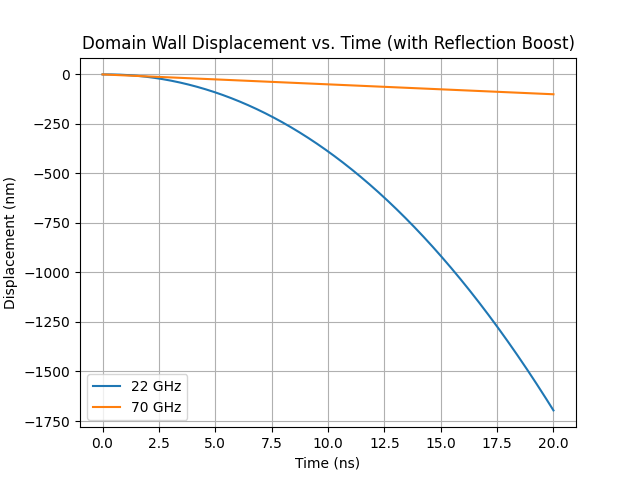 Domain Wall Displacement vs. Time (with Reflection Boost)
0
−250
−500
−750
−1000
−1250
−1500
−1750
Displacement (nm)
22 GHz
70 GHz
0.0 2.5 5.0 7.5 10.0 12.5 15.0 17.5 20.0
Time (ns)